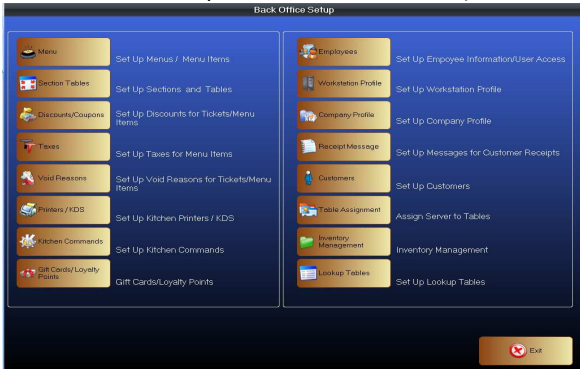 Back Office Setup
Menu
Set Up Menus / Menu Items
Section Tables
Set Up Sections and Tables
Discounts/Coupons
Set Up Discounts for Tickets/Menu
Items
Taxes
Set Up Taxes for Menu Items
Void Reasons
Set Up Void Reasons for Tickets/Menu
Items
Printers / KDS
Set Up Kitchen Printers / KDS
Kitchen Commands
Set Up Kitchen Commands
Gift Cards/Loyalty
Points
Gift Cards/Loyalty Points
Employees
Set Up Empoyee Information/User Access
Workstation Profile
Set Up Workstation Profile
Company Profile
Set Up Company Profile
Receipt Message
Set Up Messages for Customer Receipts
Customers
Set Up Customers
Table Assignment
Assign Server to Tables
Inventory
Management
Inventory Management
Lookup Tables
Set Up Lookup Tables
Exit